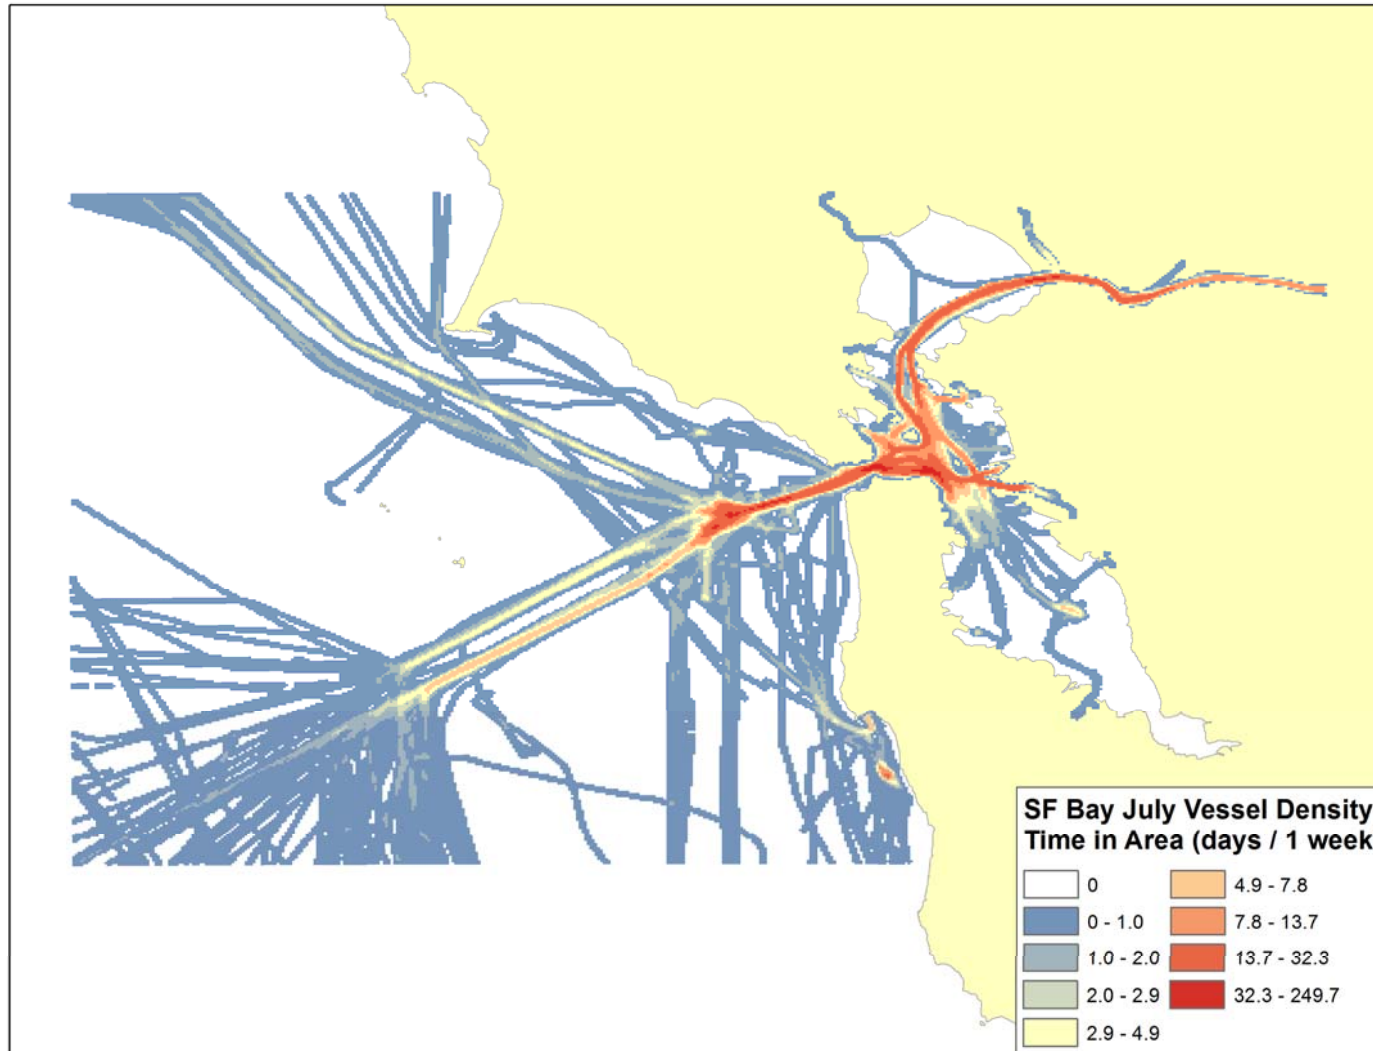 SF Bay July Vessel Density
Time in Area (days / 1 week
0
0 - 1.0
1.0 - 2.0
2.0 - 2.9
2.9 - 4.9
4.9 - 7.8
7.8 - 13.7
13.7 - 32.3
32.3 - 249.7